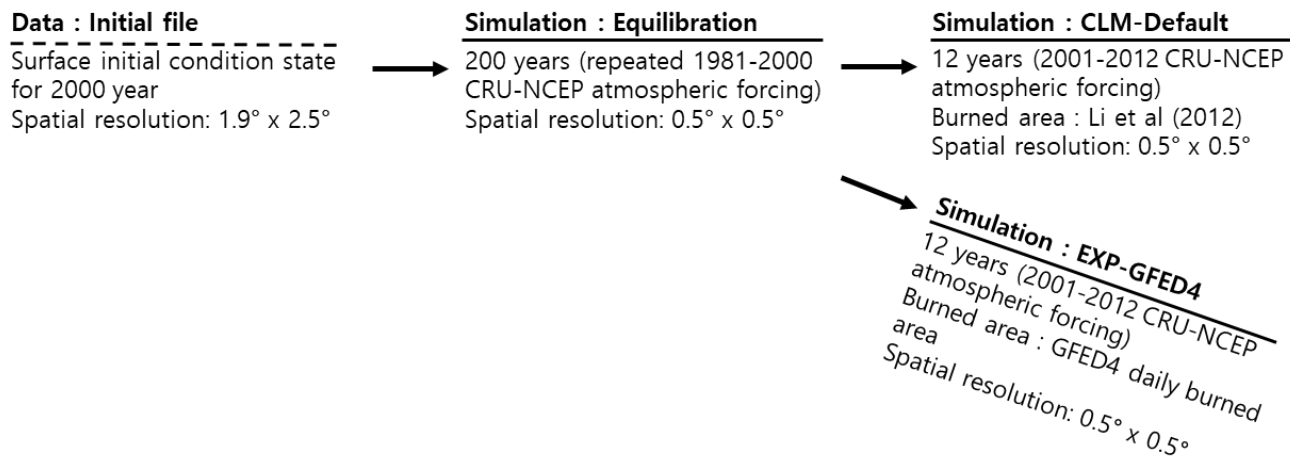 Data : Initial file
Surface initial condition state
for 2000 year
Spatial resolution: 1.9° x 2.5°
Simulation : Equilibration
200 years (repeated 1981-2000
CRU-NCEP atmospheric forcing)
Spatial resolution: 0.5° x 0.5°
Simulation : CLM-Default
12 years (2001-2012 CRU-NCEP
atmospheric forcing)
Burned area : Li et al (2012)
Spatial resolution: 0.5° x 0.5°
Simulation : EXP-GFED4
12 years (2001-2012 CRU-NCEP
atmospheric forcing)
Burned area : GFED4 daily burned
area
Spatial resolution: 0.5° x 0.5°